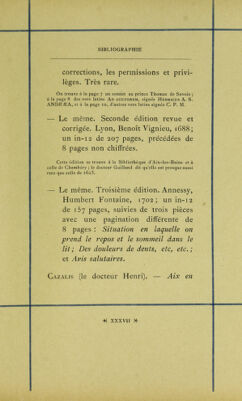 BIBLIOGRAPHIE
corrections, les permissions et privi-
lèges. Très rare.
On trouve à la page 7 un sonnet au prince Thomas de Savoie ;
à la page 8 des vers latins AD AUCTOREM, signés HENRICUS A. S.
ANDRÆA, et à la page 10, d'autres vers latins signés C. P. M.
— Le même. Seconde édition revue et
corrigée. Lyon, Benoît Vignieu, 1688;
un in-12 de 207 pages, précédées de
8 pages non chiffrées.
Cette édition se trouve à la Bibliothèque d'Aix-les-Bains et à
celle de Chambéry ; le docteur Guilland dit qu'elle est presque aussi
rare que celle de 1623.
— Le même. Troisième édition. Annessy,
Humbert Fontaine, 1702; un in-12
de 157 pages, suivies de trois pièces
avec une pagination différente de
8 pages : Situation en laquelle on
prend le repos et le sommeil dans le
lit ; Des douleurs de dents, etc, etc. ;
et Avis salutaires.
CAZALIS (le docteur Henri). — Aix en
XXXVII